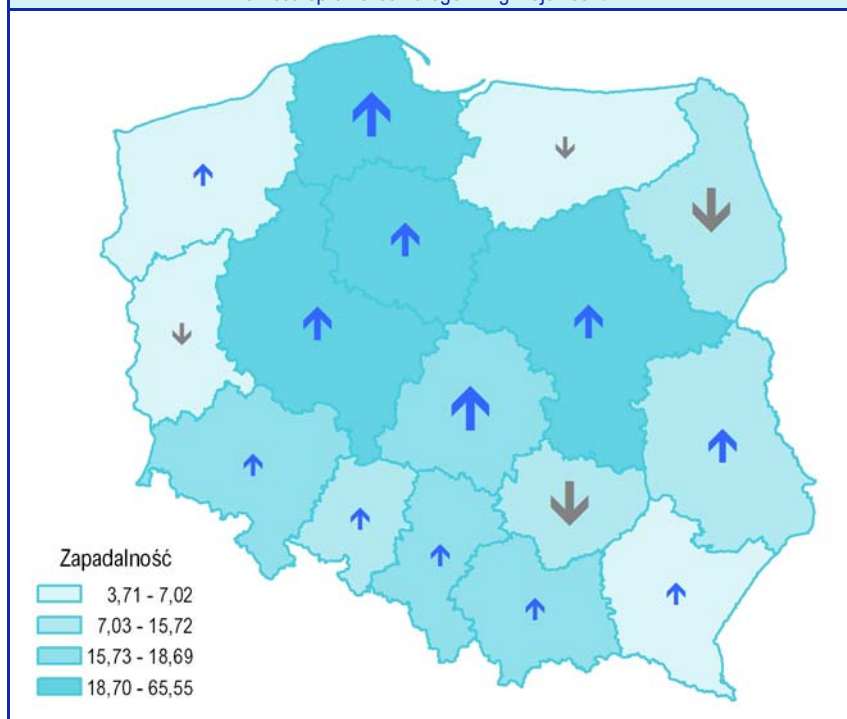 Zapadalność
3,71 - 7,02
7,03 - 15,72
15,73 - 18,69
18,70 - 65,55